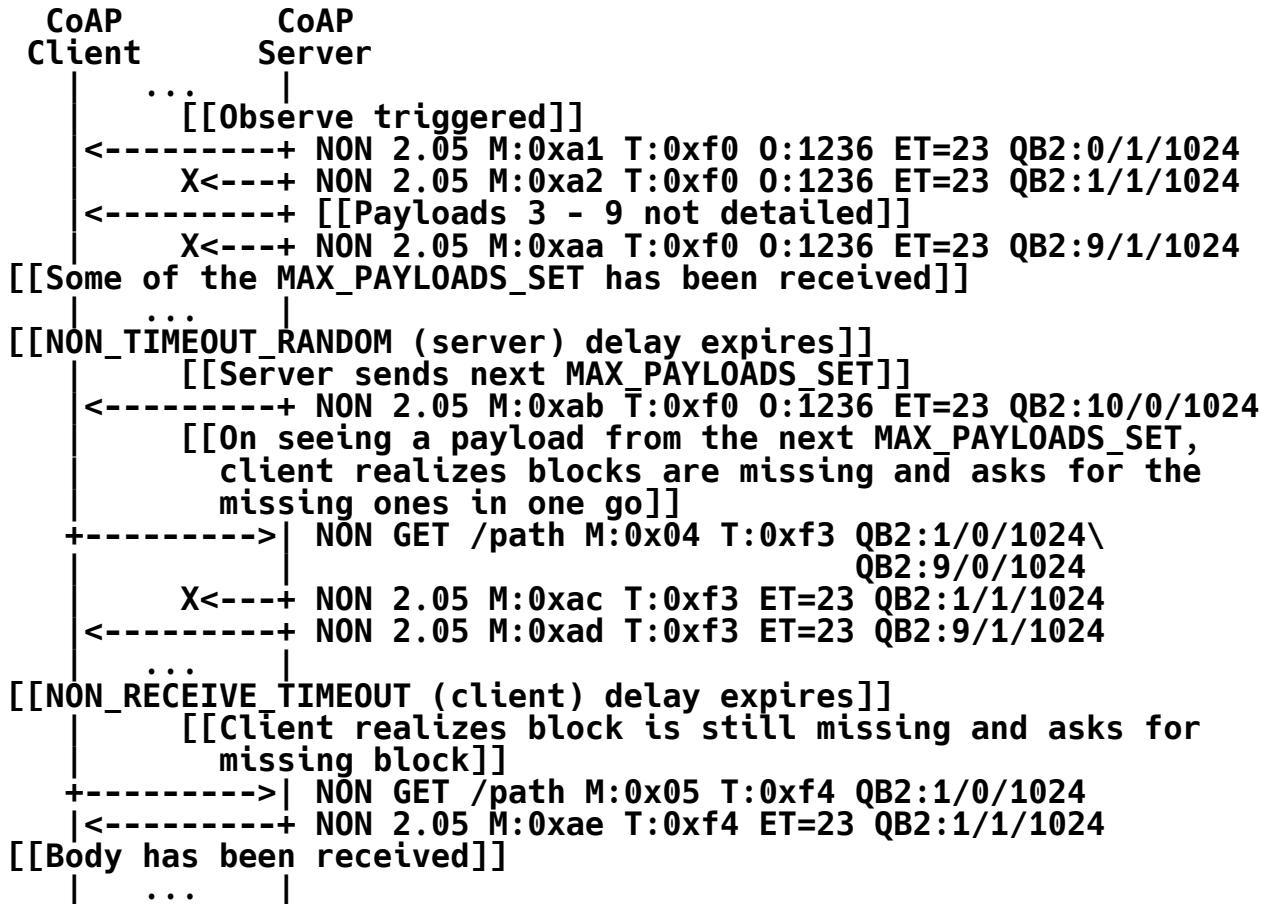 CoAP        CoAP
 Client      Server
   |   ...    |
   |     [[Observe triggered]]
   |<---------+ NON 2.05 M:0xa1 T:0xf0 O:1236 ET=23 QB2:0/1/1024
   |     X<---+ NON 2.05 M:0xa2 T:0xf0 O:1236 ET=23 QB2:1/1/1024
   |<---------+ [[Payloads 3 - 9 not detailed]]
   |     X<---+ NON 2.05 M:0xaa T:0xf0 O:1236 ET=23 QB2:9/1/1024
[[Some of the MAX_PAYLOADS_SET has been received]]
   |   ...    |
[[NON_TIMEOUT_RANDOM (server) delay expires]]
   |     [[Server sends next MAX_PAYLOADS_SET]]
   |<---------+ NON 2.05 M:0xab T:0xf0 O:1236 ET=23 QB2:10/0/1024
   |     [[On seeing a payload from the next MAX_PAYLOADS_SET,
   |       client realizes blocks are missing and asks for the
   |       missing ones in one go]]
   +--------->| NON GET /path M:0x04 T:0xf3 QB2:1/0/1024\
   |          |                             QB2:9/0/1024
   |     X<---+ NON 2.05 M:0xac T:0xf3 ET=23 QB2:1/1/1024
   |<---------+ NON 2.05 M:0xad T:0xf3 ET=23 QB2:9/1/1024
   |   ...    |
[[NON_RECEIVE_TIMEOUT (client) delay expires]]
   |     [[Client realizes block is still missing and asks for
   |       missing block]]
   +--------->| NON GET /path M:0x05 T:0xf4 QB2:1/0/1024
   |<---------+ NON 2.05 M:0xae T:0xf4 ET=23 QB2:1/1/1024
[[Body has been received]]
   |   ...    |